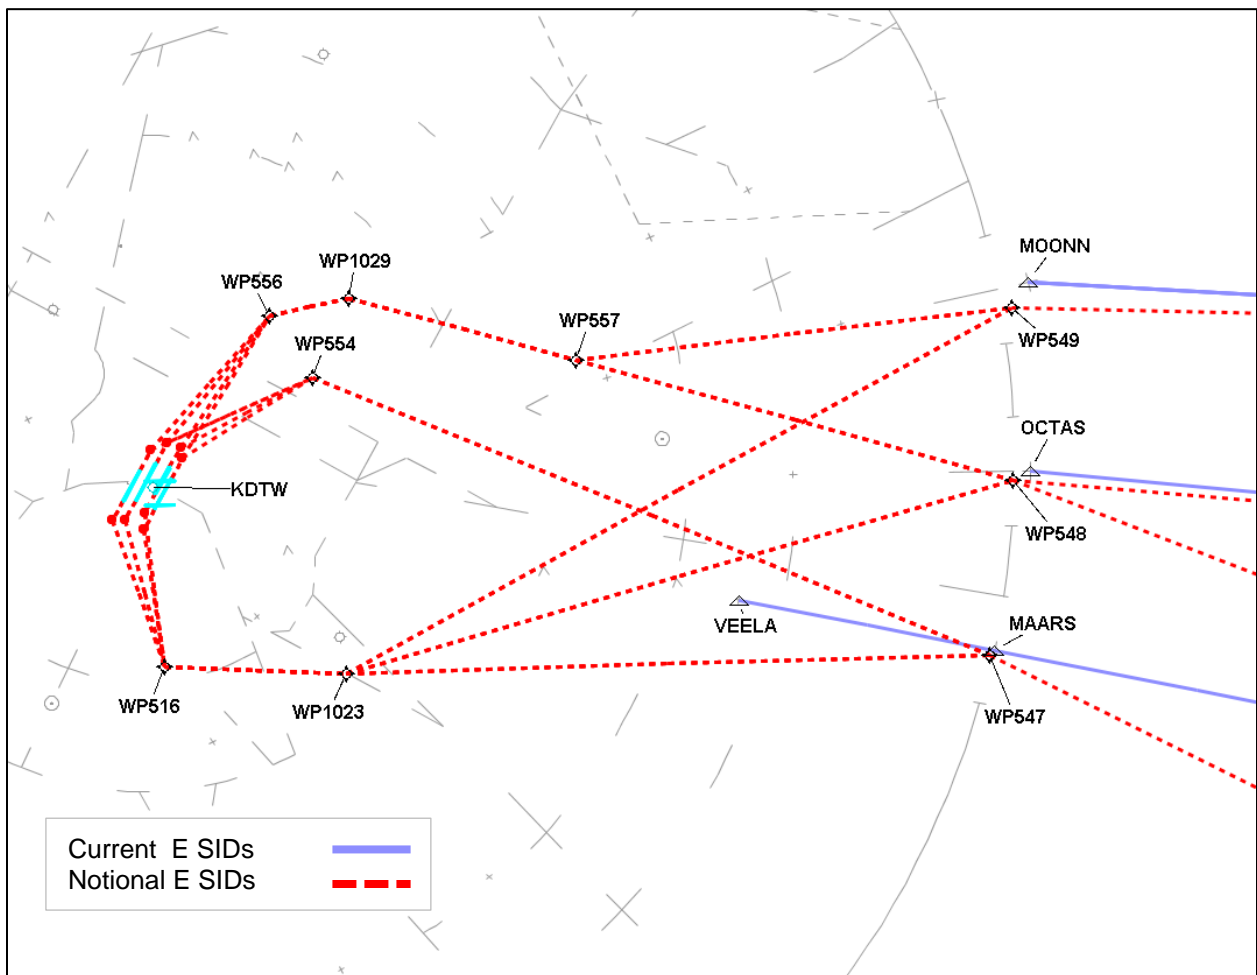 MOONN
WP1029
WP556
WP549
WP557
WP554
OCTAS
KDTW
WP548
VEELA
MAARS
WP516
WP1023
WP547
Current E SIDs
Notional E SIDs